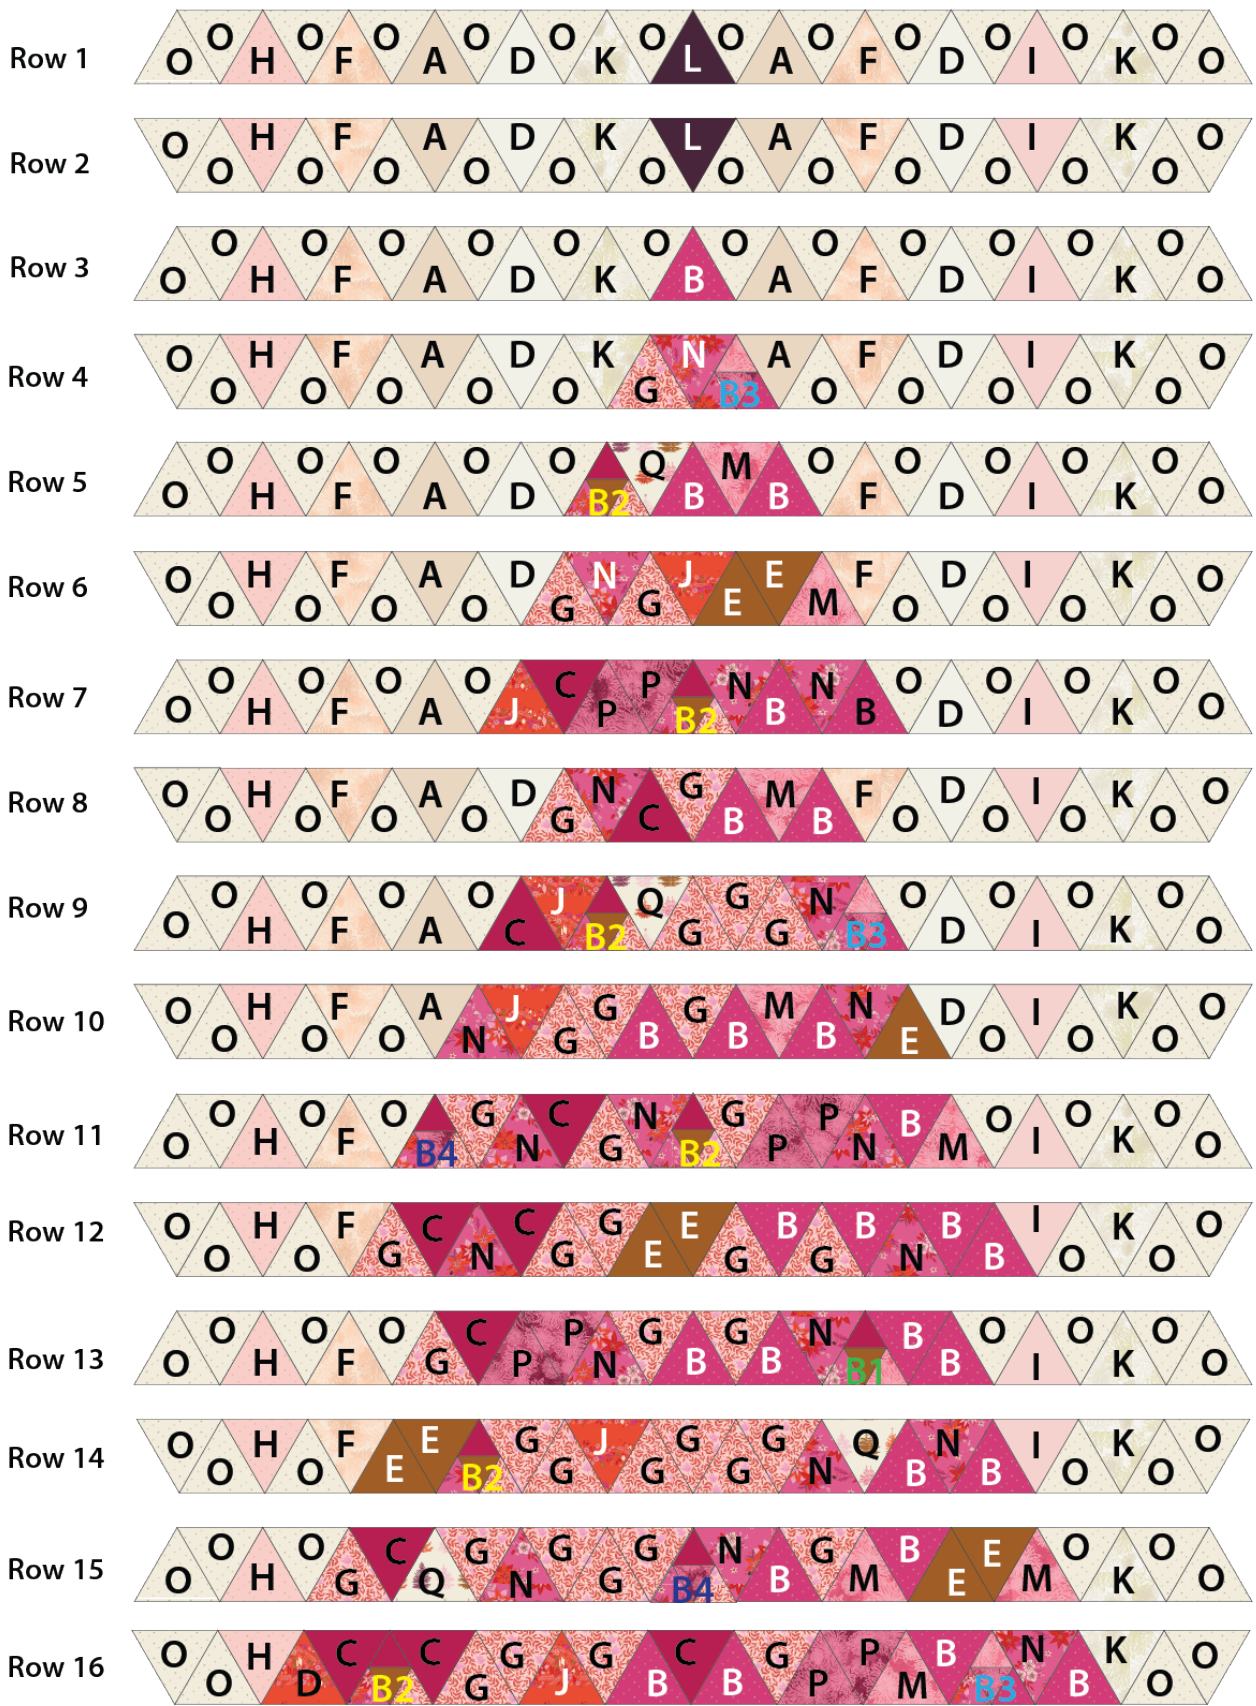 Row 1 O O H O F O A O D O K O L O A O F O D O I O K O O
Row 2 O O H O F O A O D O K O L O A O F O D O I O K O O
Row 3 O O H O F O A O D O K O B O A O F O D O I O K O O
Row 4 O O H O F O A O D O K G N B3 A O F O D O I O K O O
Row 5 O O H O F O A O D O B2 Q B M B O F O D O I O K O O
Row 6 O O H O F O A O D G N G J E E M F O D O I O K O O
Row 7 O O H O F O A O J C P P B2 N B N B O D O I O K O O
Row 8 O O H O F O A O D G N C G B M B F O D O I O K O O
Row 9 O O H O F O A O C J B2 Q G G G N B3 O D O I O K O O
Row 10 O O H O F O A N J G G B G B M B N E D O I O K O O
Row 11 O O H O F O B4 G N C G N B2 G P P N B M O I O K O O
Row 12 O O H O F G C N C G G E E G B G B N B B I O K O O
Row 13 O O H O F O G C P P N G B G B N B1 B B O I O K O O
Row 14 O O H O F E E B2 G G J G G G G N Q B N B I O K O O
Row 15 O O H O G C Q G N G G G B4 N B G M B E E M O K O O
Row 16 O O H D C B2 C G G J G B C B G P P M B B3 N B K O O